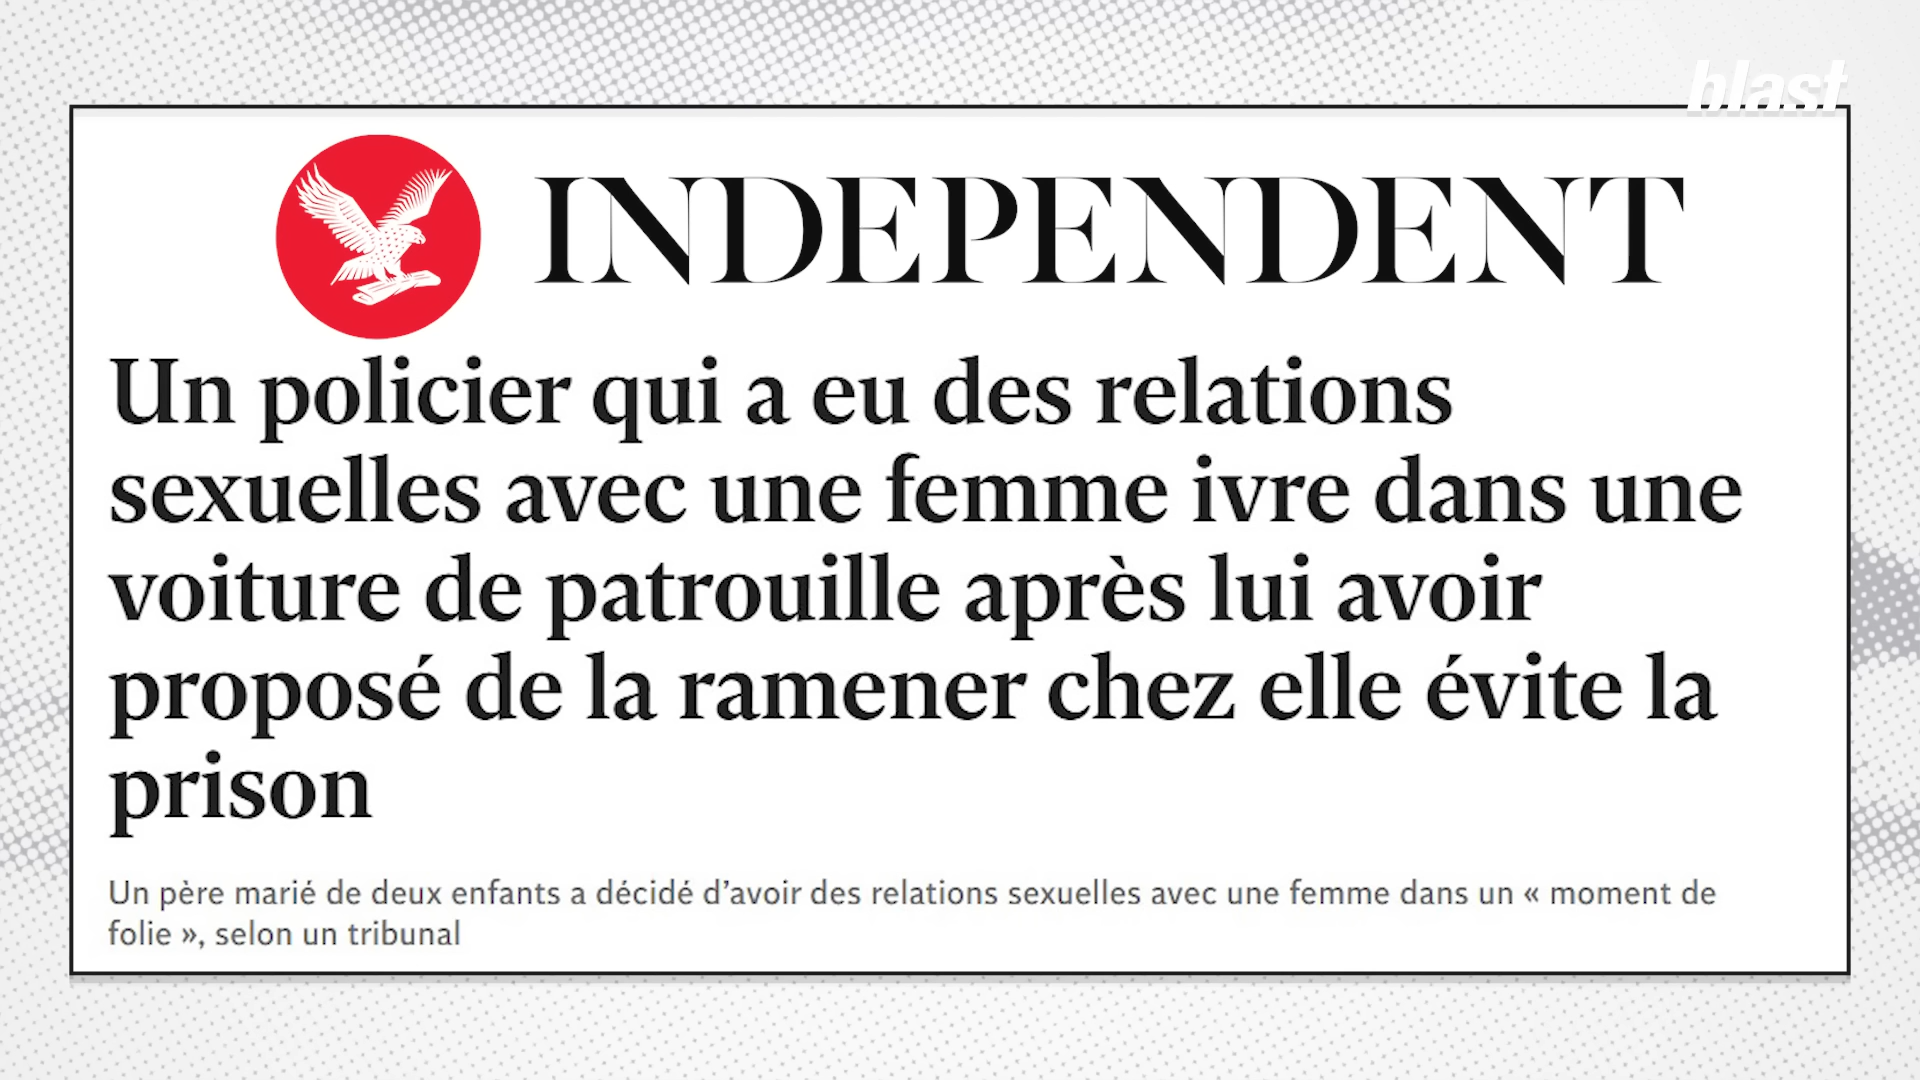 blast
INDEPENDENT
Un policier qui a eu des relations
sexuelles avec une femme ivre dans une
voiture de patrouille après lui avoir
proposé de la ramener chez elle évite la
prison
Un père marié de deux enfants a décidé d’avoir des relations sexuelles avec une femme dans un « moment de
folie », selon un tribunal